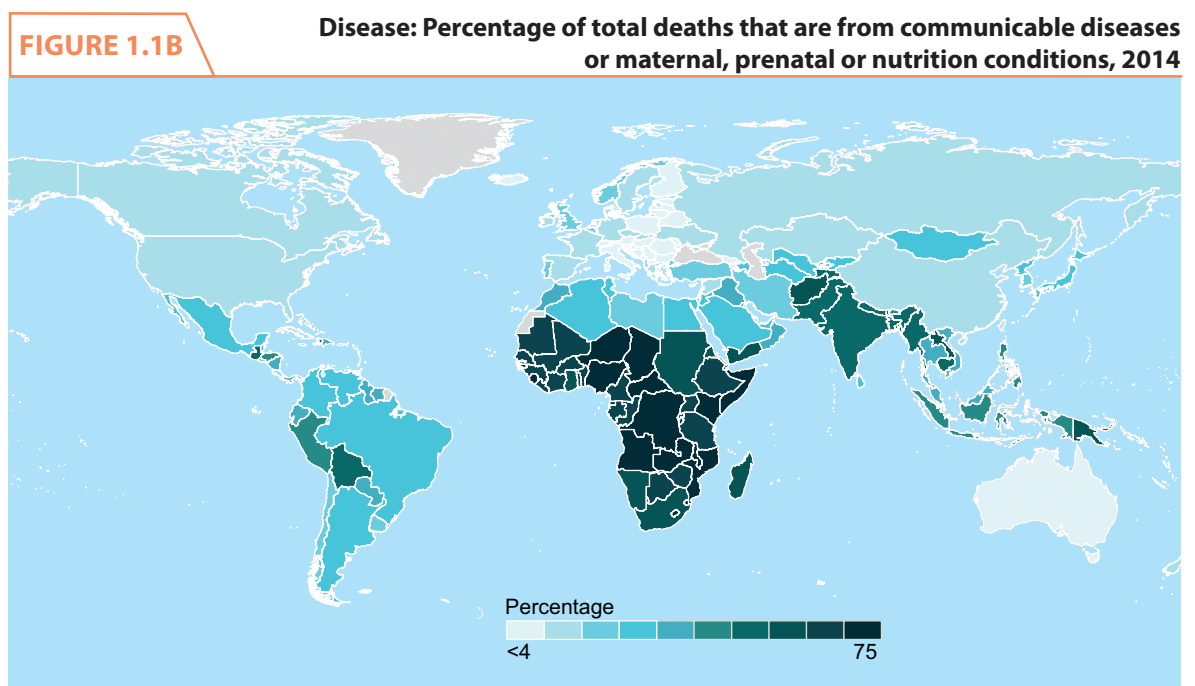 FIGURE 1.1B
Disease: Percentage of total deaths that are from communicable diseases
or maternal, prenatal or nutrition conditions, 2014
Percentage
<4
75